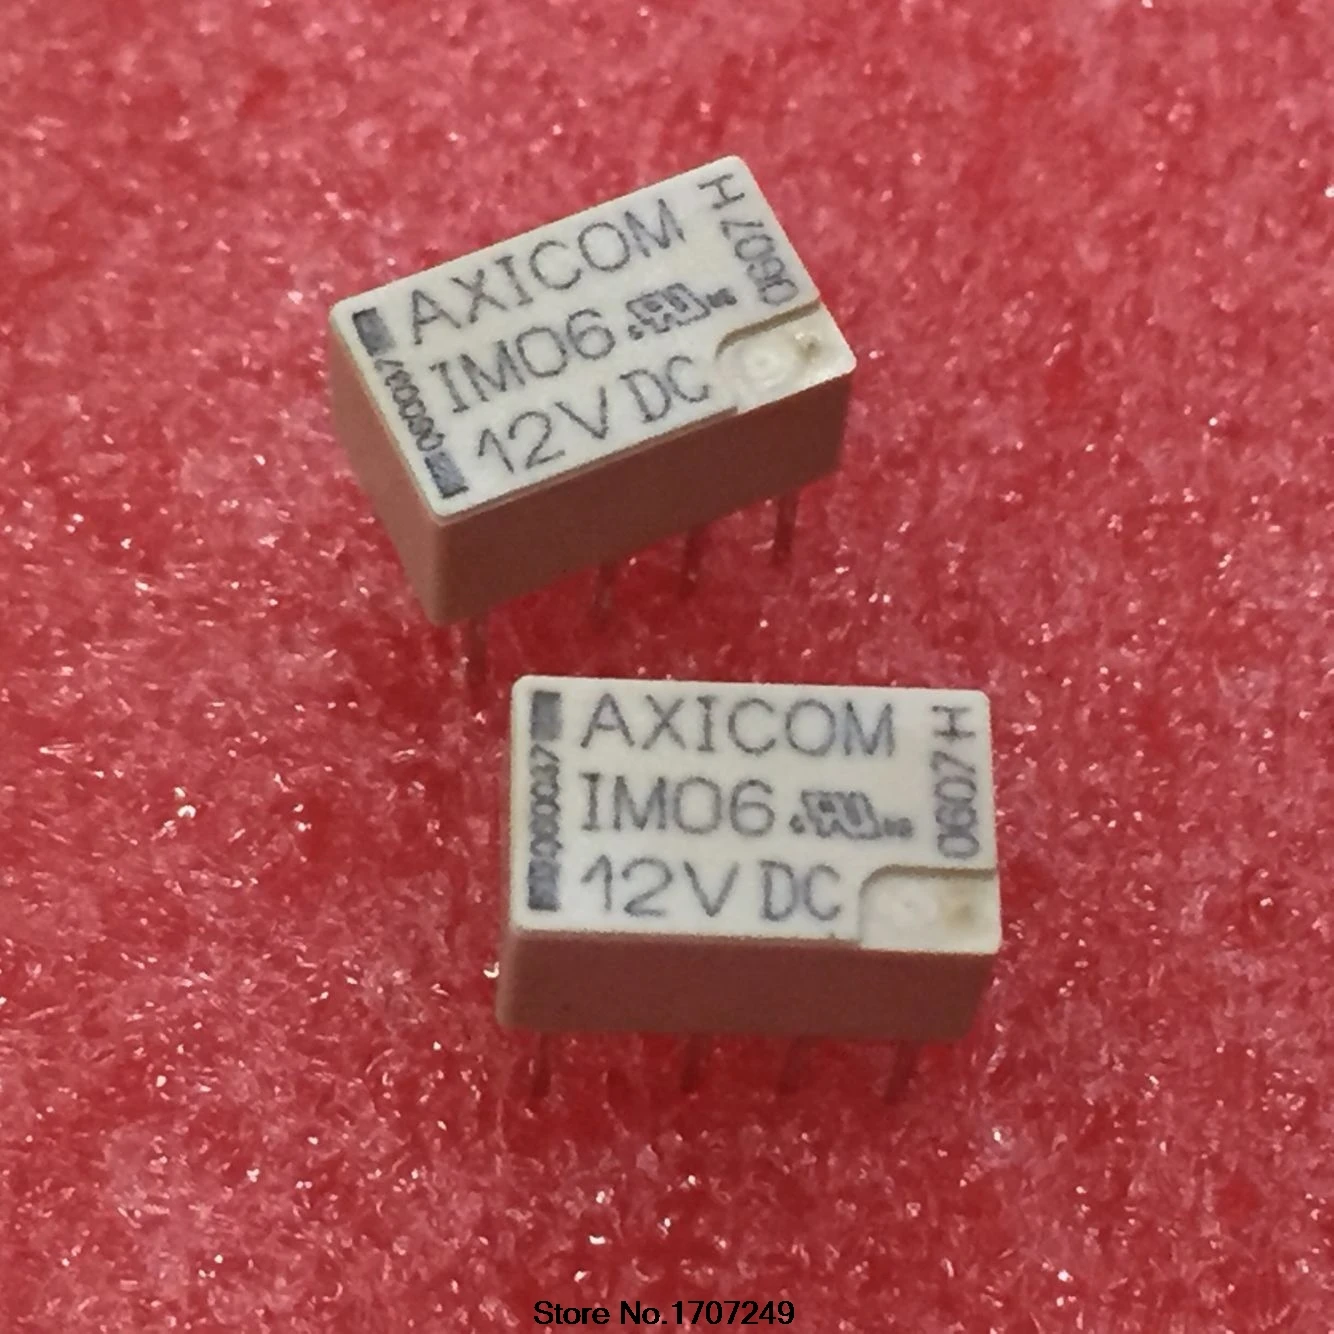 AXICOM
IM06
12V DC
0607 H
AXICOM
IM06
12V DC
0607 H
Store No.1707249